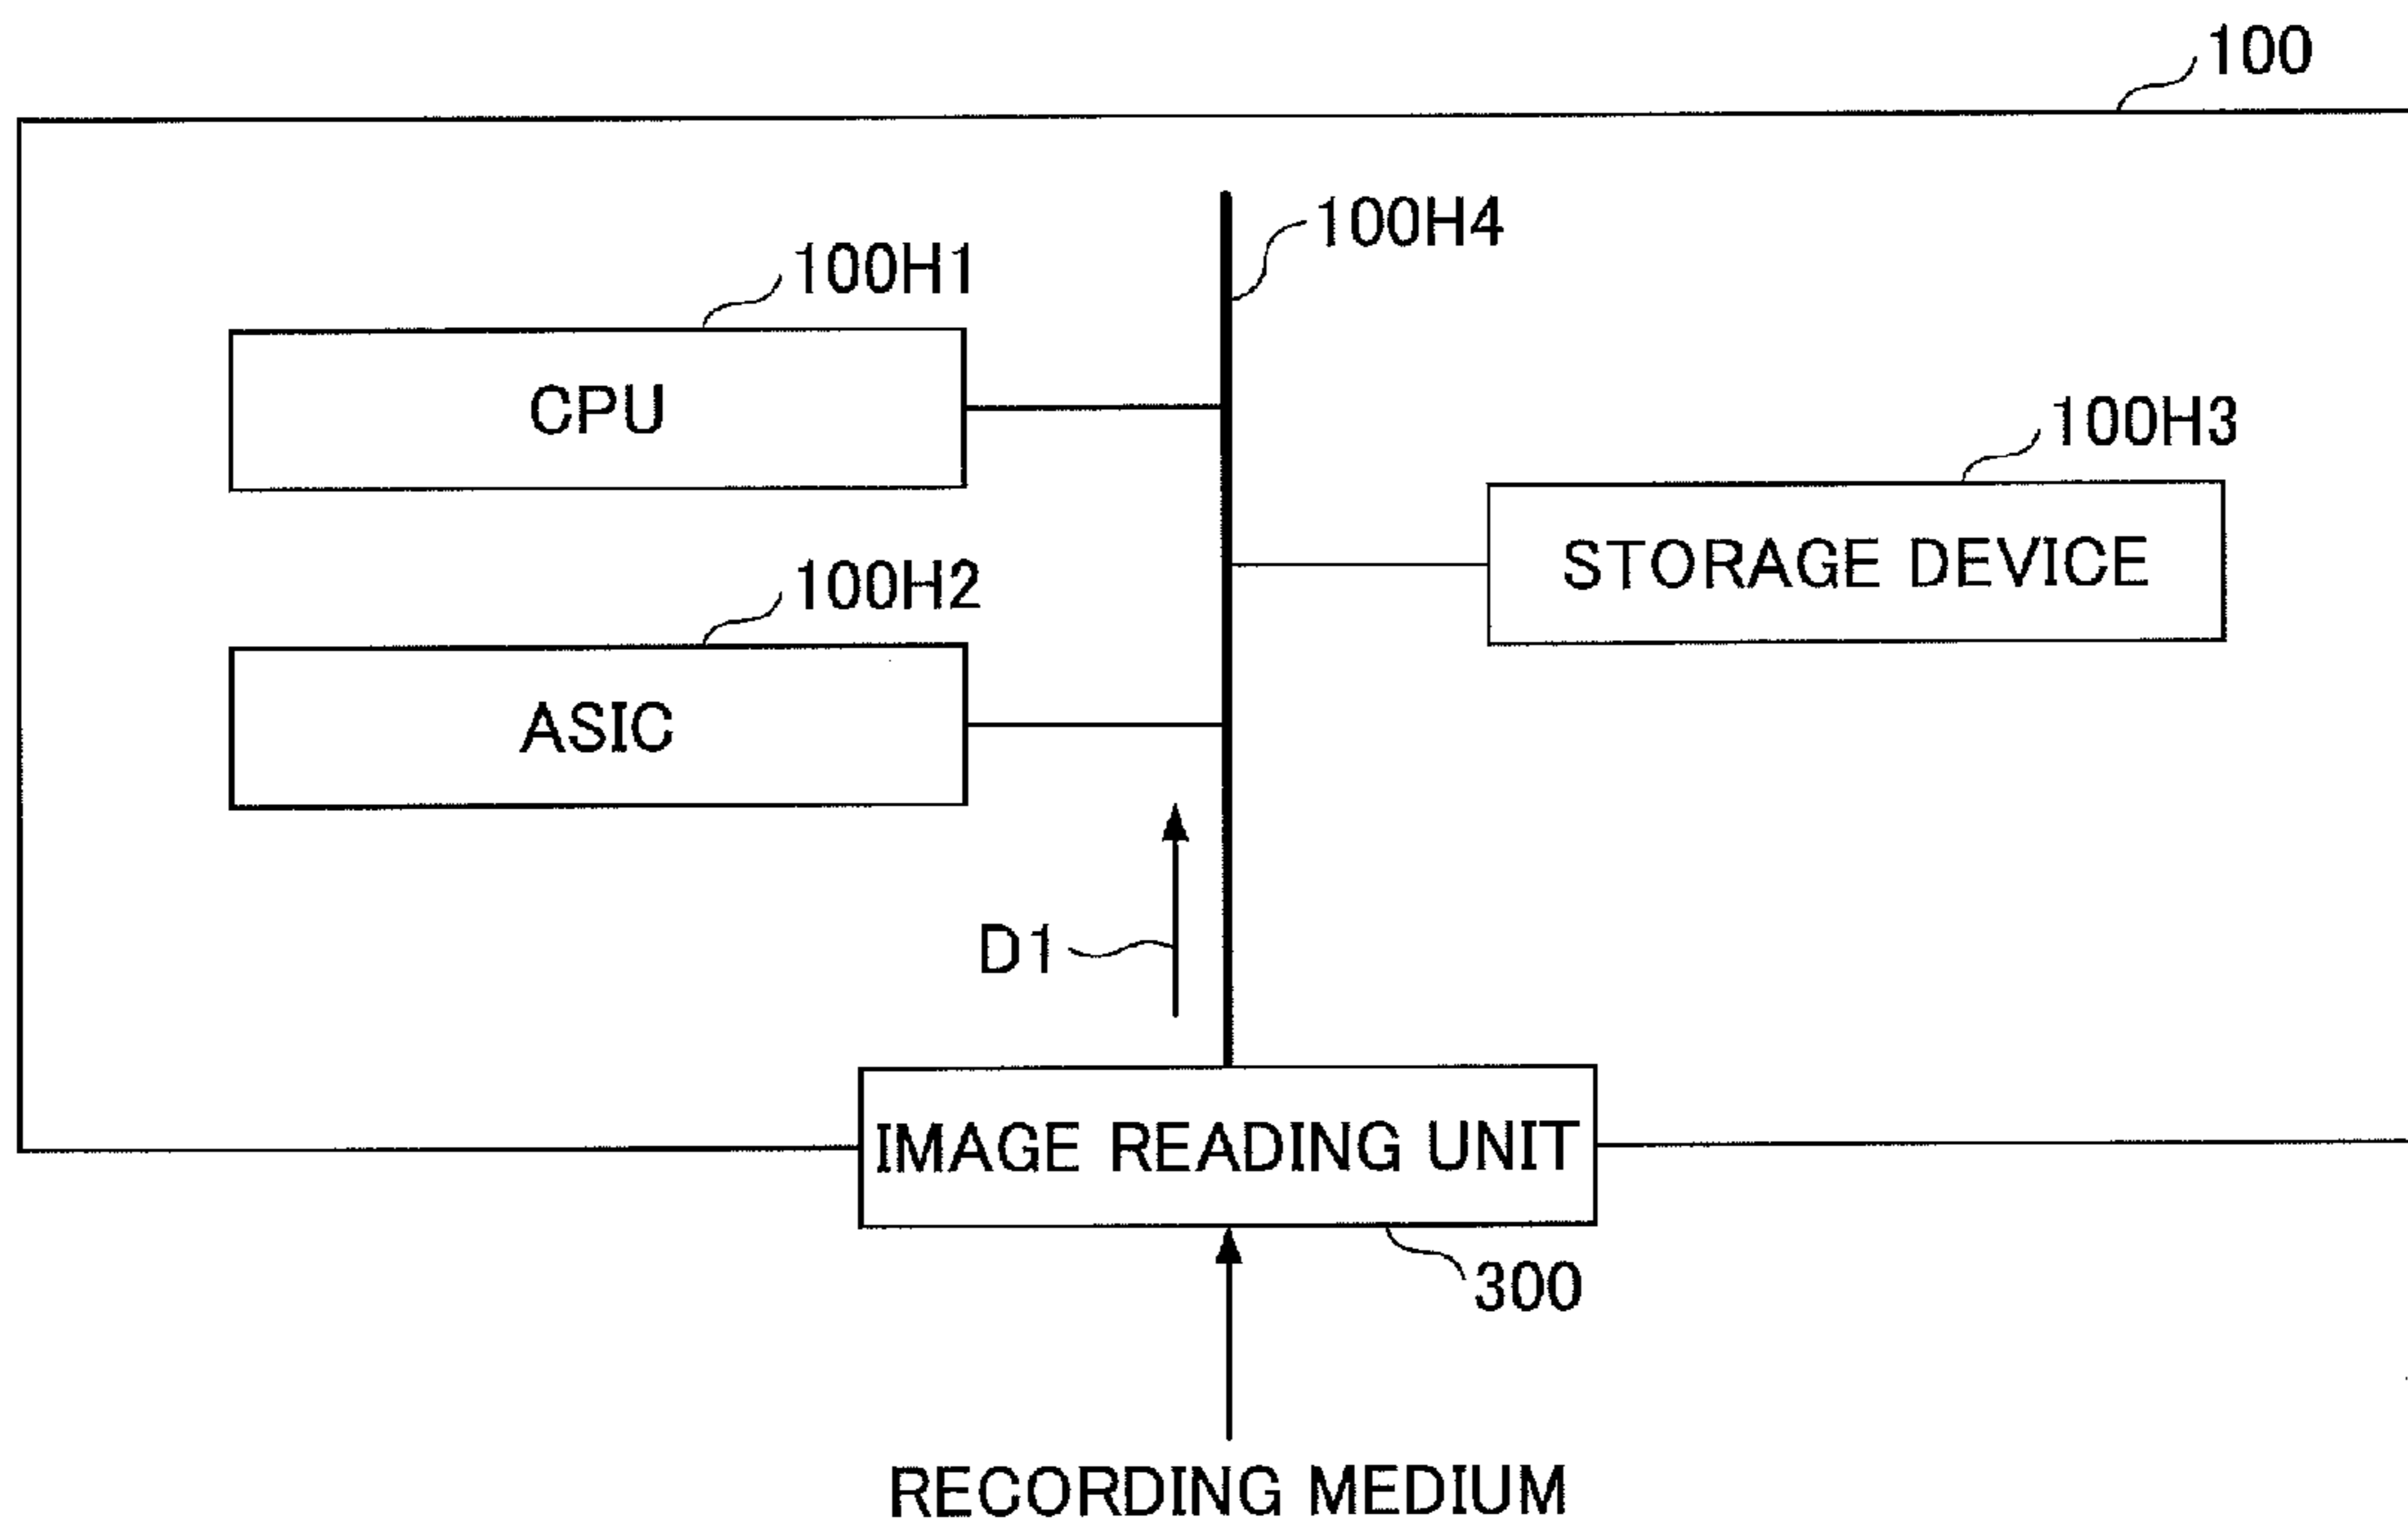 100
100H4
100H1
CPU
100H3
STORAGE DEVICE
100H2
ASIC
D1
IMAGE READING UNIT
300
RECORDING MEDIUM